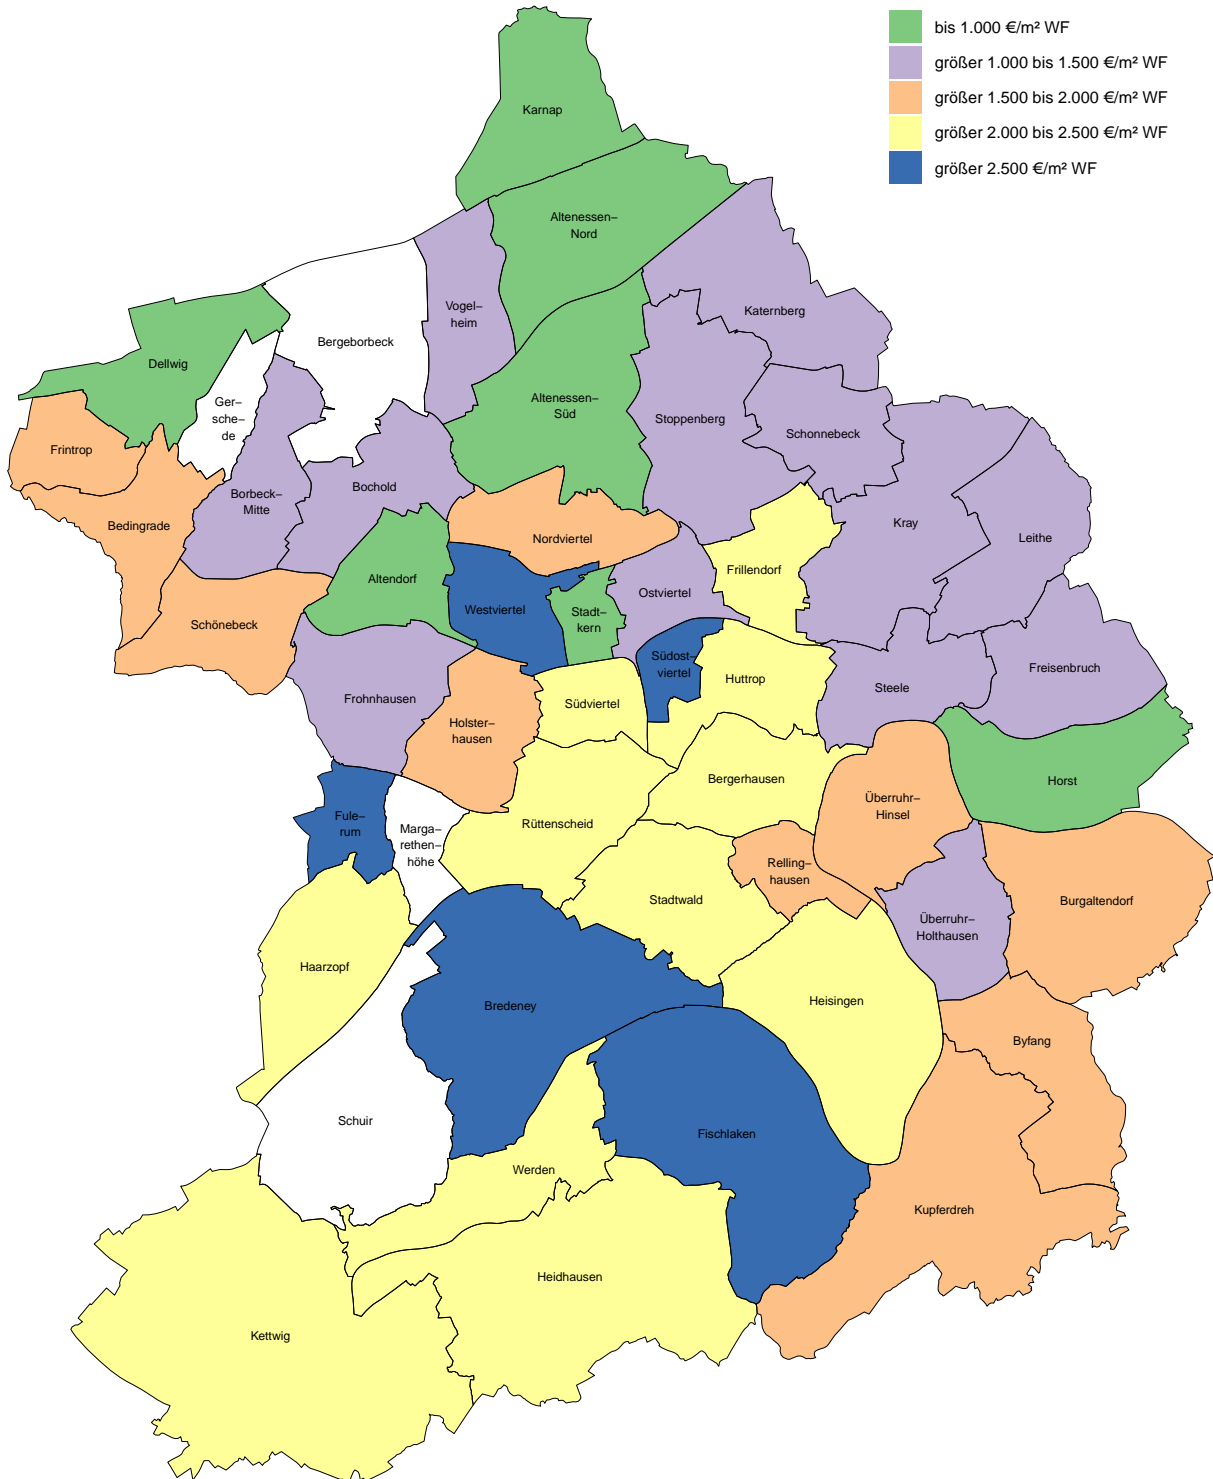 bis 1.000 €/m² WF
größer 1.000 bis 1.500 €/m² WF
größer 1.500 bis 2.000 €/m² WF
größer 2.000 bis 2.500 €/m² WF
größer 2.500 €/m² WF
Karnap
Altenessen–
Nord
Vogel–
heim
Katernberg
Bergeborbeck
Dellwig
Ger–
sche–
de
Altenessen–
Süd
Stoppenberg
Schonnebeck
Frintrop
Borbeck–
Mitte
Bochold
Bedingrade
Kray
Nordviertel
Leithe
Altendorf
Frillendorf
Westviertel
Stadt–
kern
Ostviertel
Schönebeck
Südost–
viertel
Freisenbruch
Frohnhausen
Huttrop
Steele
Südviertel
Holster–
hausen
Bergerhausen
Horst
Überruhr–
Hinsel
Fule–
rum
Rüttenscheid
Marga–
rethen–
höhe
Relling–
hausen
Stadtwald
Burgaltendorf
Überruhr–
Holthausen
Haarzopf
Bredeney
Heisingen
Byfang
Schuir
Fischlaken
Werden
Kupferdreh
Heidhausen
Kettwig